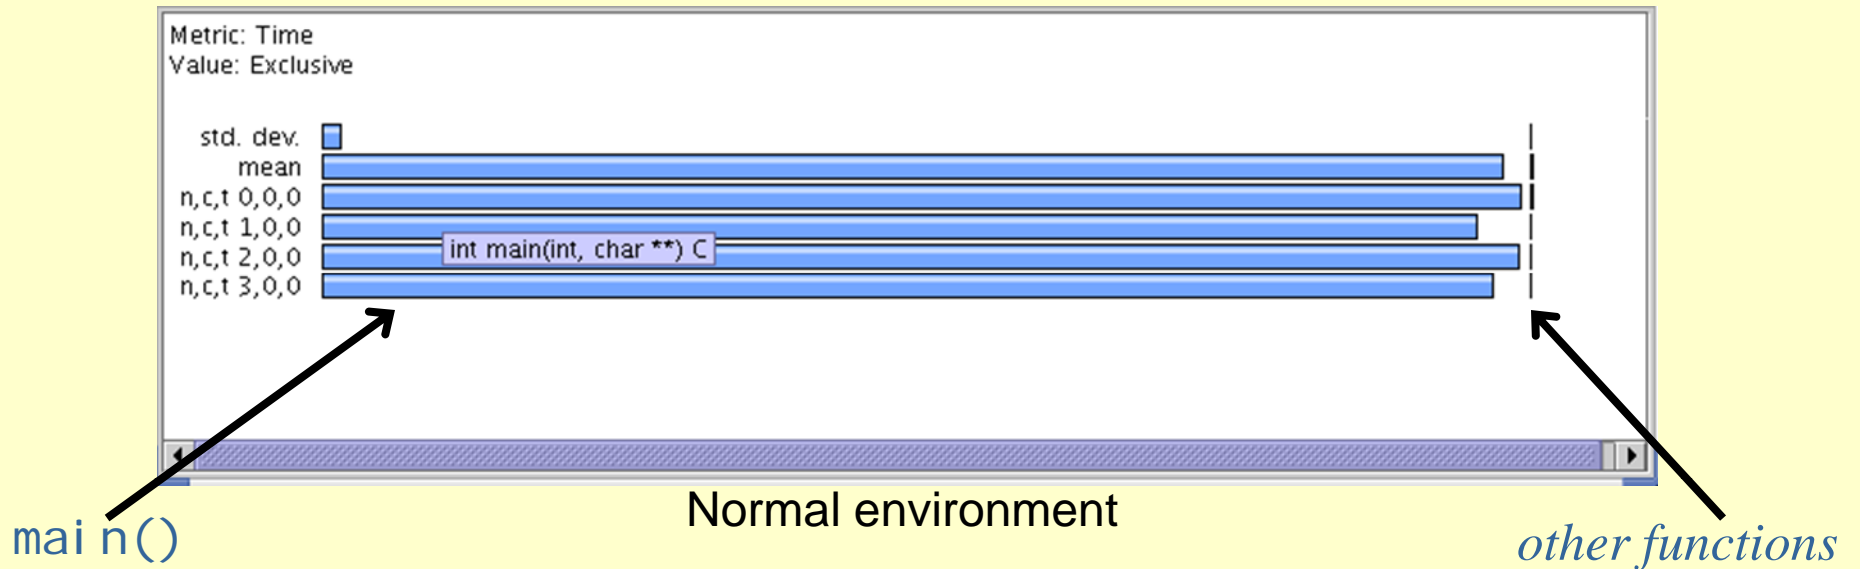 Metric: Time
Value: Exclusive
std. dev.
mean
n,c,t 0,0,0
n,c,t 1,0,0
int main(int, char **) C
n,c,t 2,0,0
n,c,t 3,0,0
Normal environment
main()
other functions